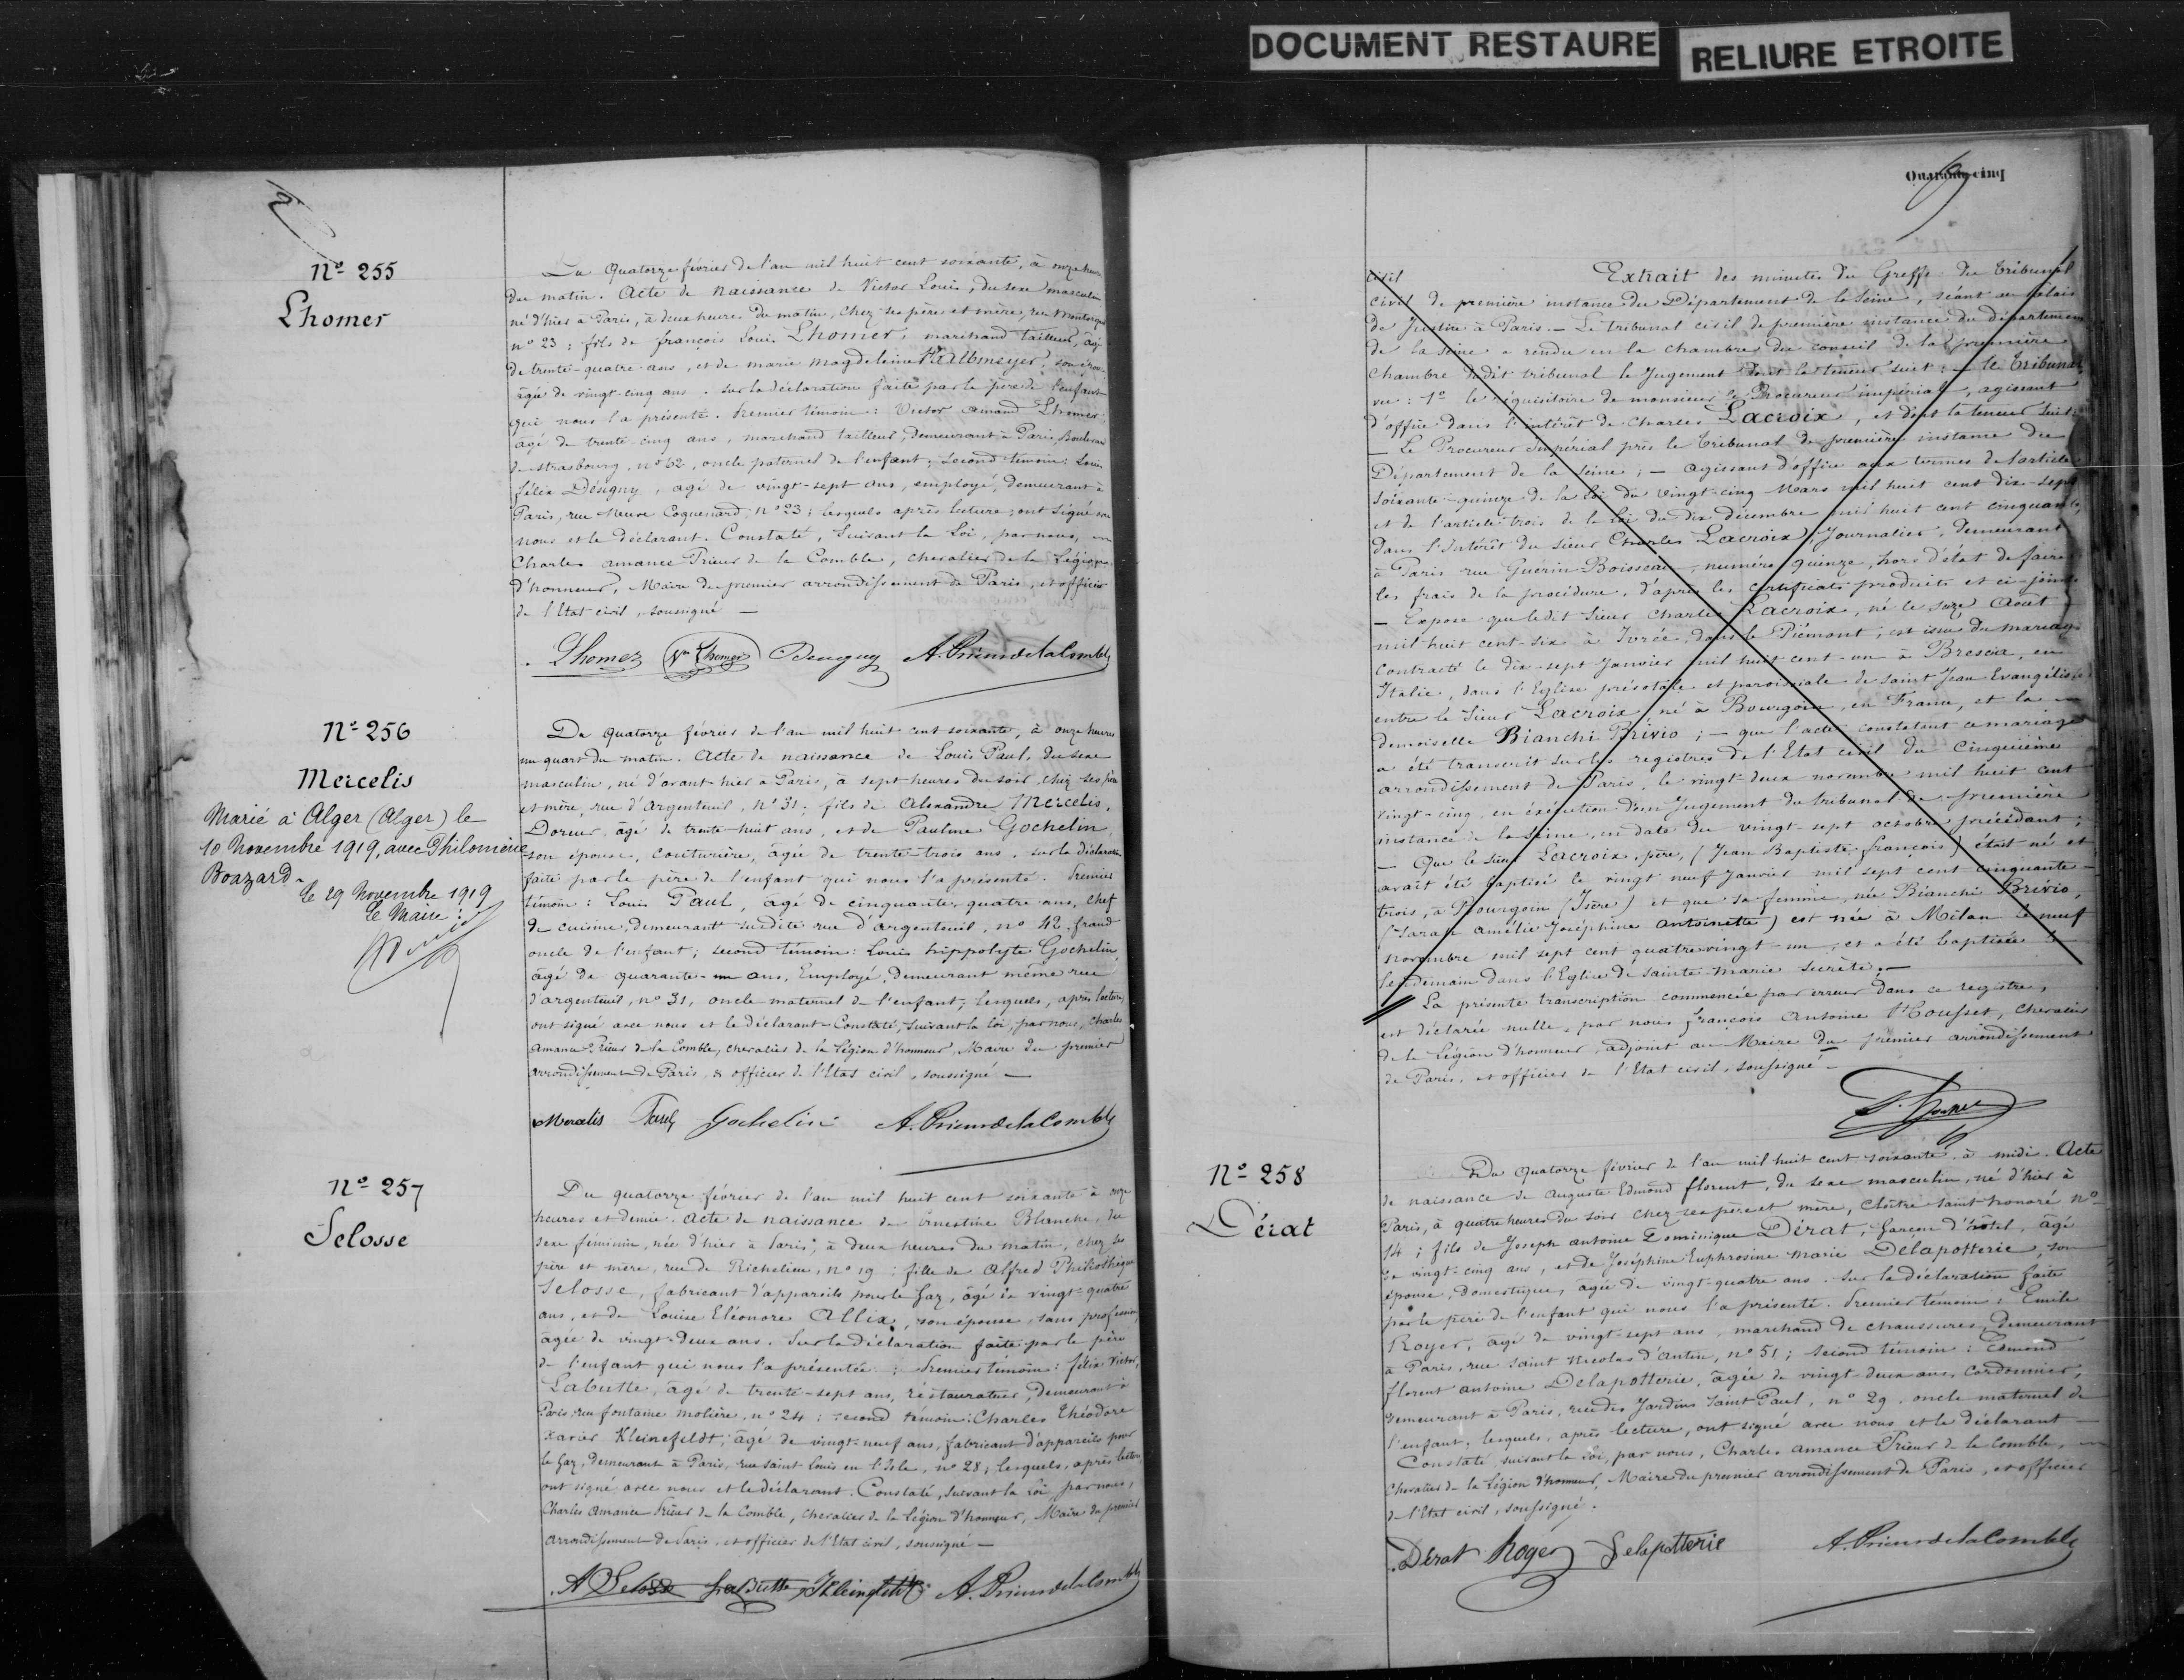 DOCUMENT RESTAURE
RELIURE ETROITE
Nº 255
Lhomer
Du Quatorze février de l'an mil huit cent soixante, à onze heures
du matin. Acte de Naissance de Victor Louis, du sexe masculin
né d'hier à Paris, à deux heures du matin, chez ses père et mère, rue Montorgueil
nº 23 ; fils de françois Louis Lhomer, marchand tailleur, âgé
de trente-quatre ans, et de marie magdeleine Kalbmeyer, son épouse
âgée de vingt-cinq ans. Sur la déclaration faite par le père de l'enfant
qui nous l'a présenté. Premier témoin : Victor amand Lhomer
âgé de trente-cinq ans, marchand tailleur, demeurant à Paris, Boulevard
de Strasbourg, nº 62, oncle paternel de l'enfant ; second témoin : Louis
félix Désigny, âgé de vingt-sept ans, employé, demeurant à
Paris, rue Neuve Coquenard, nº 23 ; lesquels après lecture, ont signé avec
nous et le déclarant. Constaté, Suivant la Loi, par nous,
Charles amance Prieur de la Comble, chevalier de la Légion
d'honneur, Maire du premier arrondissement de Paris, et officier
de l'Etat civil, soussigné —
Lhomer Vor Lhomer A. Prieur de la Comble
Nº 256
Mercelis
Marié à Alger (Alger) le
10 Novembre 1919, avec Philomène
Boazard.
Le 29 Novembre 1919
Le Maire :
Du quatorze février de l'an mil huit cent soixante, à onze heures
un quart du matin. Acte de naissance de Louis Paul, du sexe
masculin, né d'avant-hier à Paris, à sept heures du soir, chez ses père
et mère, rue d'argenteuil, nº 31 ; fils de Alexandre Mercelis,
Doreur, âgé de trente-huit ans, et de Pauline Gochelin,
son épouse, couturière, âgée de trente-trois ans. sur la déclaration
faite par le père de l'enfant qui nous l'a présenté. Premier
témoin : Louis Paul, âgé de cinquante-quatre ans, chef
de cuisine, demeurant susdite rue d'argenteuil, nº 42, grand
oncle de l'enfant ; second témoin : Louis hippolyte Gochelin,
âgé de quarante-un ans, Employé, demeurant même rue
d'argenteuil, nº 31, oncle maternel de l'enfant ; lesquels, après lecture,
ont signé avec nous et le déclarant - Constaté, Suivant la loi, par nous, Charles
Amance Prieur de la Comble, chevalier de la Légion d'honneur, Maire du premier
arrondissement de Paris, & officier de l'Etat civil, soussigné —
Mercelis Paul Gochelin A. Prieur de la Comble
Nº 257
Selosse
Du quatorze février de l'an mil huit cent soixante à onze
heures et demie. Acte de naissance de Ernestine Blanche, du
sexe féminin, née d'hier à Paris, à deux heures du matin, chez ses
père et mère, rue de Richelieu, nº 19 : fille de Alfred Philiothèque
Selosse, fabricant d'appareils pour le Gaz, âgé de vingt-quatre
ans, et de Louise Eléonore Allix, son épouse, sans profession,
âgée de vingt-deux ans. Sur la déclaration faite par le père
de l'enfant qui nous l'a présentée : Premier témoin : félix Victor,
Labutte, âgé de trente-sept ans, restaurateur, demeurant à
Paris, rue fontaine molière, nº 24 : second témoin : Charles Théodore
Xavier Kleinefeldt, âgé de vingt-neuf ans, fabricant d'appareils pour
le Gaz, demeurant à Paris, rue saint Louis en l'Isle, nº 28 ; lesquels, après lecture
ont signé avec nous et le déclarant. Constaté, suivant la Loi par nous,
Charles Amance Prieur de la Comble, chevalier de la Légion d'honneur, Maire du premier
arrondissement de Paris, et officier de l'Etat civil, soussigné —
A Selosse Labutte Kleinefeldt A. Prieur de la Comble
Quarante-cinq
civil Extrait des minutes du Greffe du Tribunal
civil de première instance du Département de la Seine, séant au palais
de Justice à Paris. — Le tribunal civil de première instance du département
de la Seine a rendu en la chambre du conseil de la première
chambre dudit tribunal le Jugement dont la teneur suit : — le tribunal
vu : 1º le réquisitoire de monsieur le Procureur impérial, agissant
d'office dans l'intérêt de Charles Lacroix, et dont la teneur suit :
— Le Procureur impérial près le Tribunal de première instance du
Département de la Seine ; — agissant d'office aux termes de l'article
soixante-quinze de la Loi du vingt-cinq Mars mil huit cent dix-sept
et de l'article trois de la loi du dix décembre mil huit cent cinquante,
dans l'intérêt du sieur Charles Lacroix, Journalier, demeurant
à Paris rue Guérin-Boisseau, numéro quinze, hors d'état de faire
les frais de la procédure, d'après les certificats produits et ci-joints
— Expose que ledit sieur Charles Lacroix, né le seize Août
mil huit cent-six à Ivrée, dans le Piémont, est issu du mariage
contracté le dix-sept Janvier mil huit cent-un à Brescia, en
Italie, dans l'Eglise prévotale et paroissiale de saint Jean Evangéliste,
entre le sieur Lacroix, né à Bourgoin, en France, et la
demoiselle Bianchi Brivio ; — que l'acte constatant ce mariage
a été transcrit sur les registres de l'Etat civil du Cinquième
arrondissement de Paris, le vingt-deux novembre mil huit cent
vingt-cinq, en exécution d'un Jugement du tribunal de première
instance de la Seine, en date du vingt-sept octobre précédant ;
— Que le sieur Lacroix, père, (Jean Baptiste françois) était né et
avait été baptisé le vingt neuf Janvier mil sept cent cinquante-
trois, à Bourgoin (Isère) et que sa femme, née Bianchi Brivio,
(Sarah Amélie Joséphine Antoinette) est née à Milan le neuf
novembre mil sept cent quatre vingt-un, et a été baptisée le
lendemain dans l'Eglise de Sainte-Marie Secrète. —
La présente transcription commencée par erreur dans ce registre,
est déclarée nulle, par nous françois Antoine Housset, Chevalier
de la Légion d'honneur, adjoint au Maire du premier arrondissement
de Paris, et officier de l'Etat civil, soussigné —
Nº 258
Dérat
Du quatorze février de l'an mil huit cent soixante, à midi. Acte
de naissance de auguste Edmond florent, du sexe masculin, né d'hier à
Paris, à quatre heures du soir chez ses père et mère, cloître saint honoré nº
14 ; fils de Joseph antoine Dominique Dérat, Garçon d'hôtel, âgé
de vingt-cinq ans, et de Joséphine Euphrosine Marie Delapotterie, son
épouse, Domestique, âgée de vingt-quatre ans. Sur la déclaration faite
par le père de l'enfant qui nous l'a présenté. Premier témoin : Emile
Royer, âgé de vingt-sept ans, marchand de chaussures, demeurant
à Paris, rue saint Nicolas d'Antin, nº 51 ; second témoin : Edmond
florent antoine Delapotterie, âgée de vingt-deux ans, Cordonnier,
demeurant à Paris, rue des Jardins Saint Paul, nº 29, oncle maternel de
l'enfant, lesquels, après lecture, ont signé avec nous et le déclarant —
Constaté, suivant la Loi, par nous, Charles amance Prieur de la Comble,
Chevalier de la Légion d'honneur, Maire du premier arrondissement de Paris, et officier
de l'Etat civil, soussigné.
Dérat Royer Delapotterie A. Prieur de la Comble